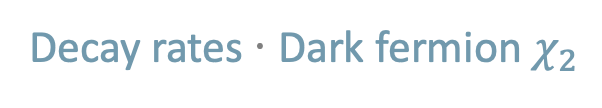 Decay rates · Dark fermion χ₂